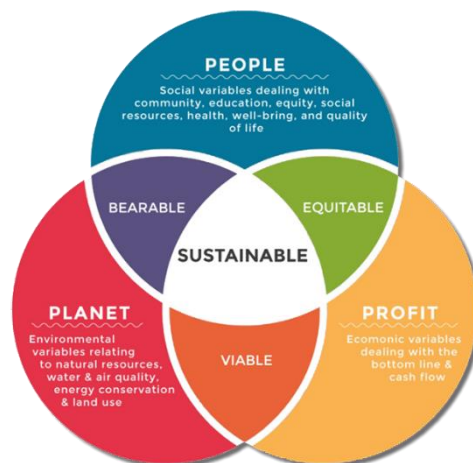 PEOPLE
Social variables dealing with
community, education, equity, social
resources, health, well-bring, and quality
of life
BEARABLE
EQUITABLE
SUSTAINABLE
PLANET
Environmental
variables relating
to natural resources,
water & air quality,
energy conservation
& land use
PROFIT
Ecomonic variables
dealing with the
bottom line &
cash flow
VIABLE